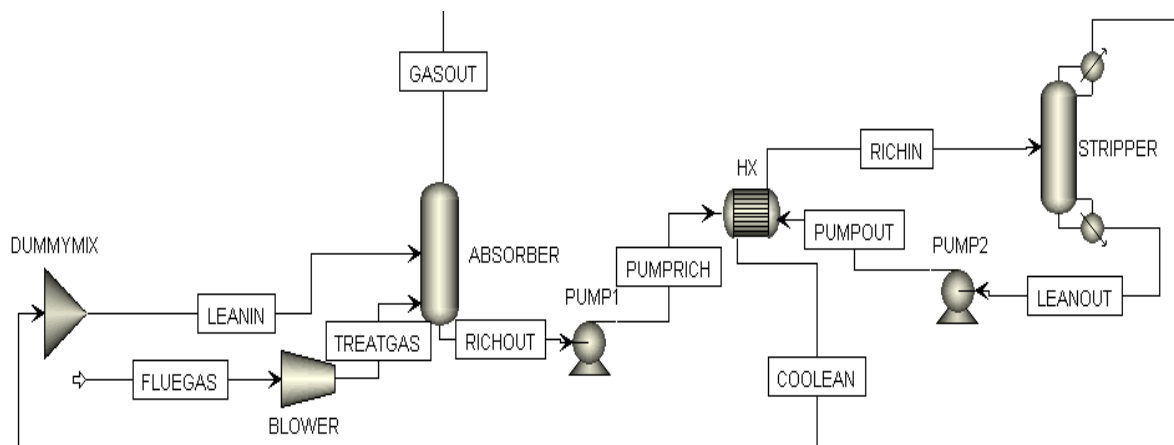 GASOUT
RICHIN
STRIPPER
HX
DUMMYMIX
ABSORBER
PUMPOUT
PUMP2
PUMPRICH
PUMP1
LEANOUT
LEANIN
TREATGAS
RICHOUT
FLUEGAS
COOLEAN
BLOWER